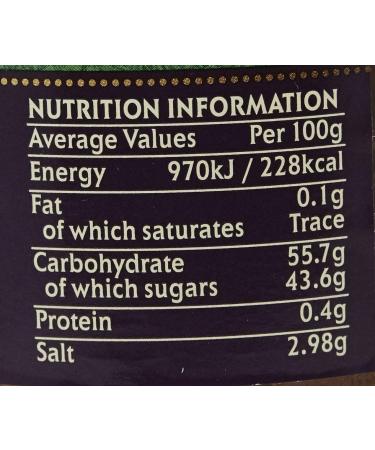 NUTRITION INFORMATION
Average Values Per 100g
Energy 970kJ / 228kcal
Fat 0.1g
of which saturates Trace
Carbohydrate 55.7g
of which sugars 43.6g
Protein 0.4g
Salt 2.98g